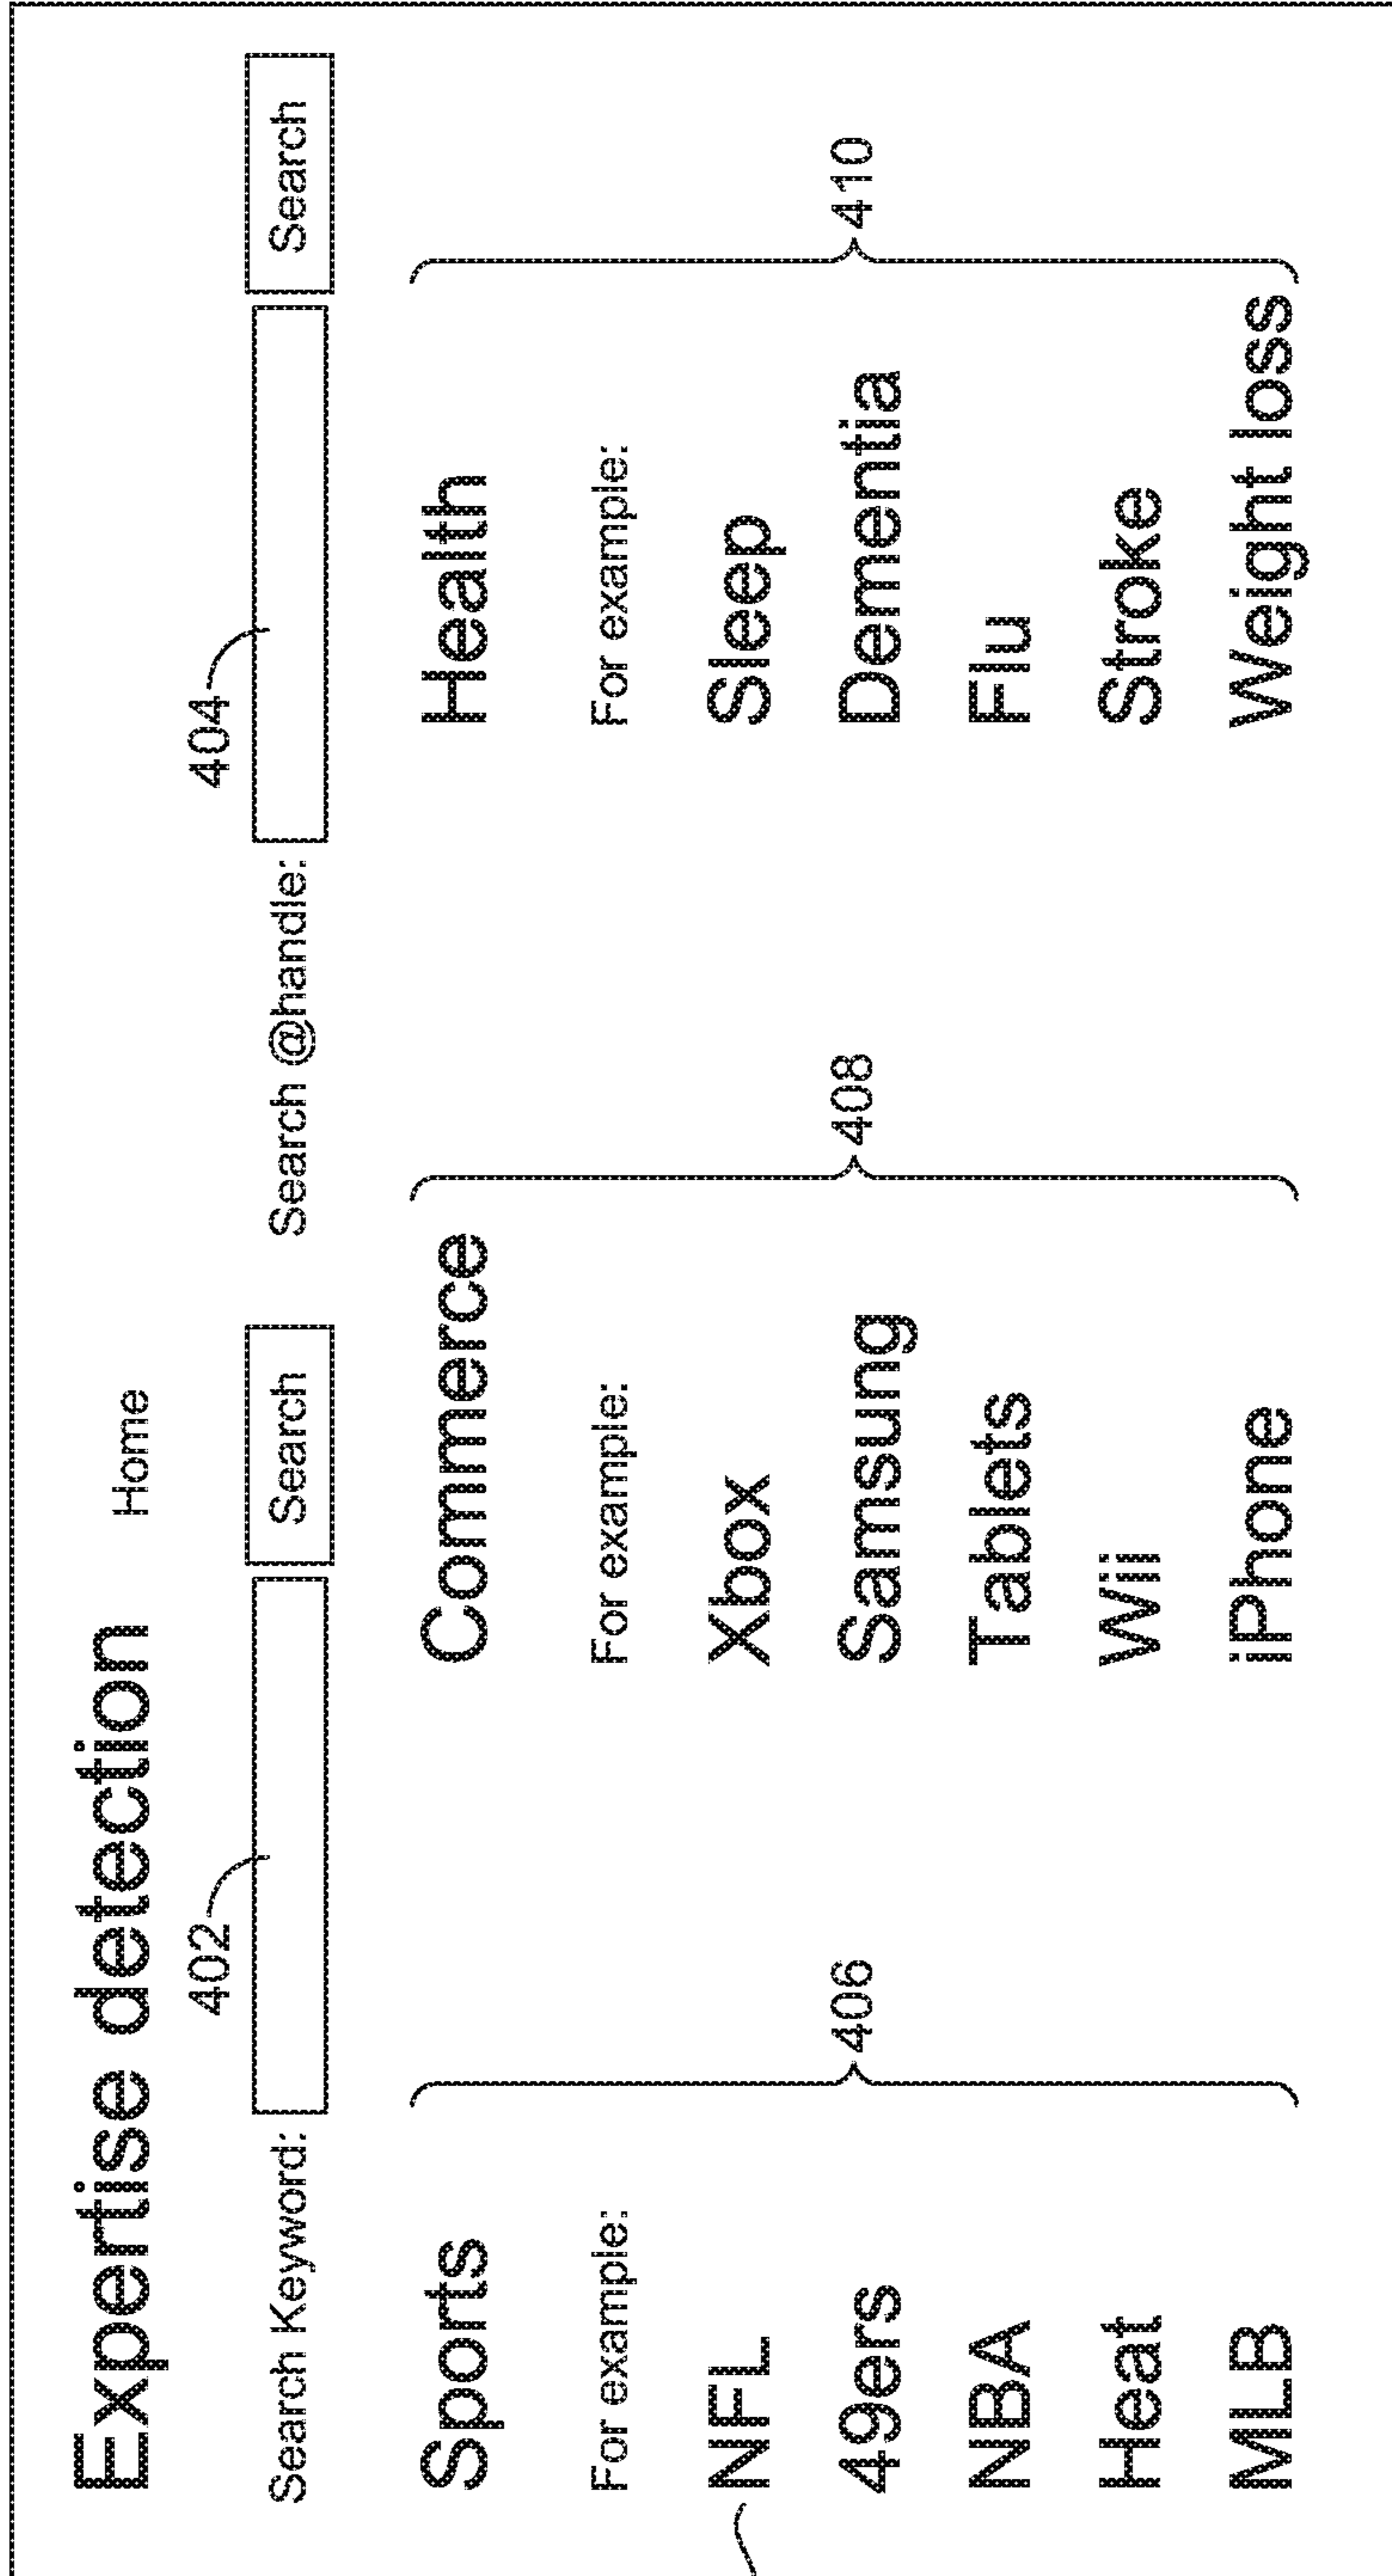 Expertise detection Home
402 404
Search Keyword: Search Search @handle: Search
Sports Commerce Health
For example: For example: For example:
NFL Xbox Sleep
49ers 406 Samsung 408 Dementia 410
NBA Tablets Flu
Heat Wii Stroke
MLB iPhone Weight loss